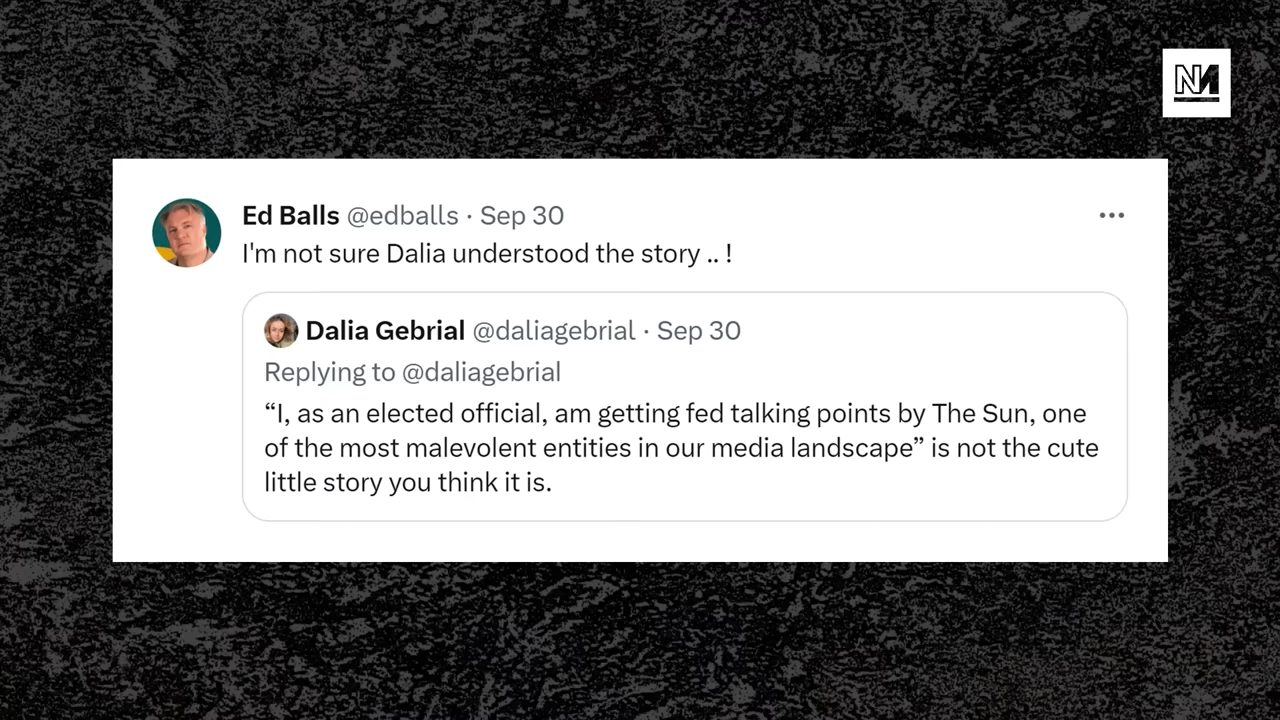 NM
Ed Balls @edballs · Sep 30
I'm not sure Dalia understood the story .. !
Dalia Gebrial @daliagebrial · Sep 30
Replying to @daliagebrial
“I, as an elected official, am getting fed talking points by The Sun, one
of the most malevolent entities in our media landscape” is not the cute
little story you think it is.